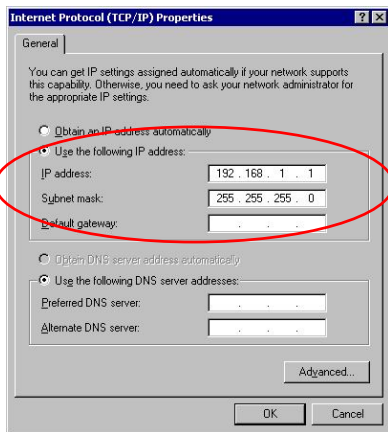 Internet Protocol (TCP/IP) Properties
General
You can get IP settings assigned automatically if your network supports
this capability. Otherwise, you need to ask your network administrator for
the appropriate IP settings.
Obtain an IP address automatically
Use the following IP address:
IP address: 192 . 168 . 1 . 1
Subnet mask: 255 . 255 . 255 . 0
Default gateway: . . .
Obtain DNS server address automatically
Use the following DNS server addresses:
Preferred DNS server: . . .
Alternate DNS server: . . .
Advanced...
OK Cancel